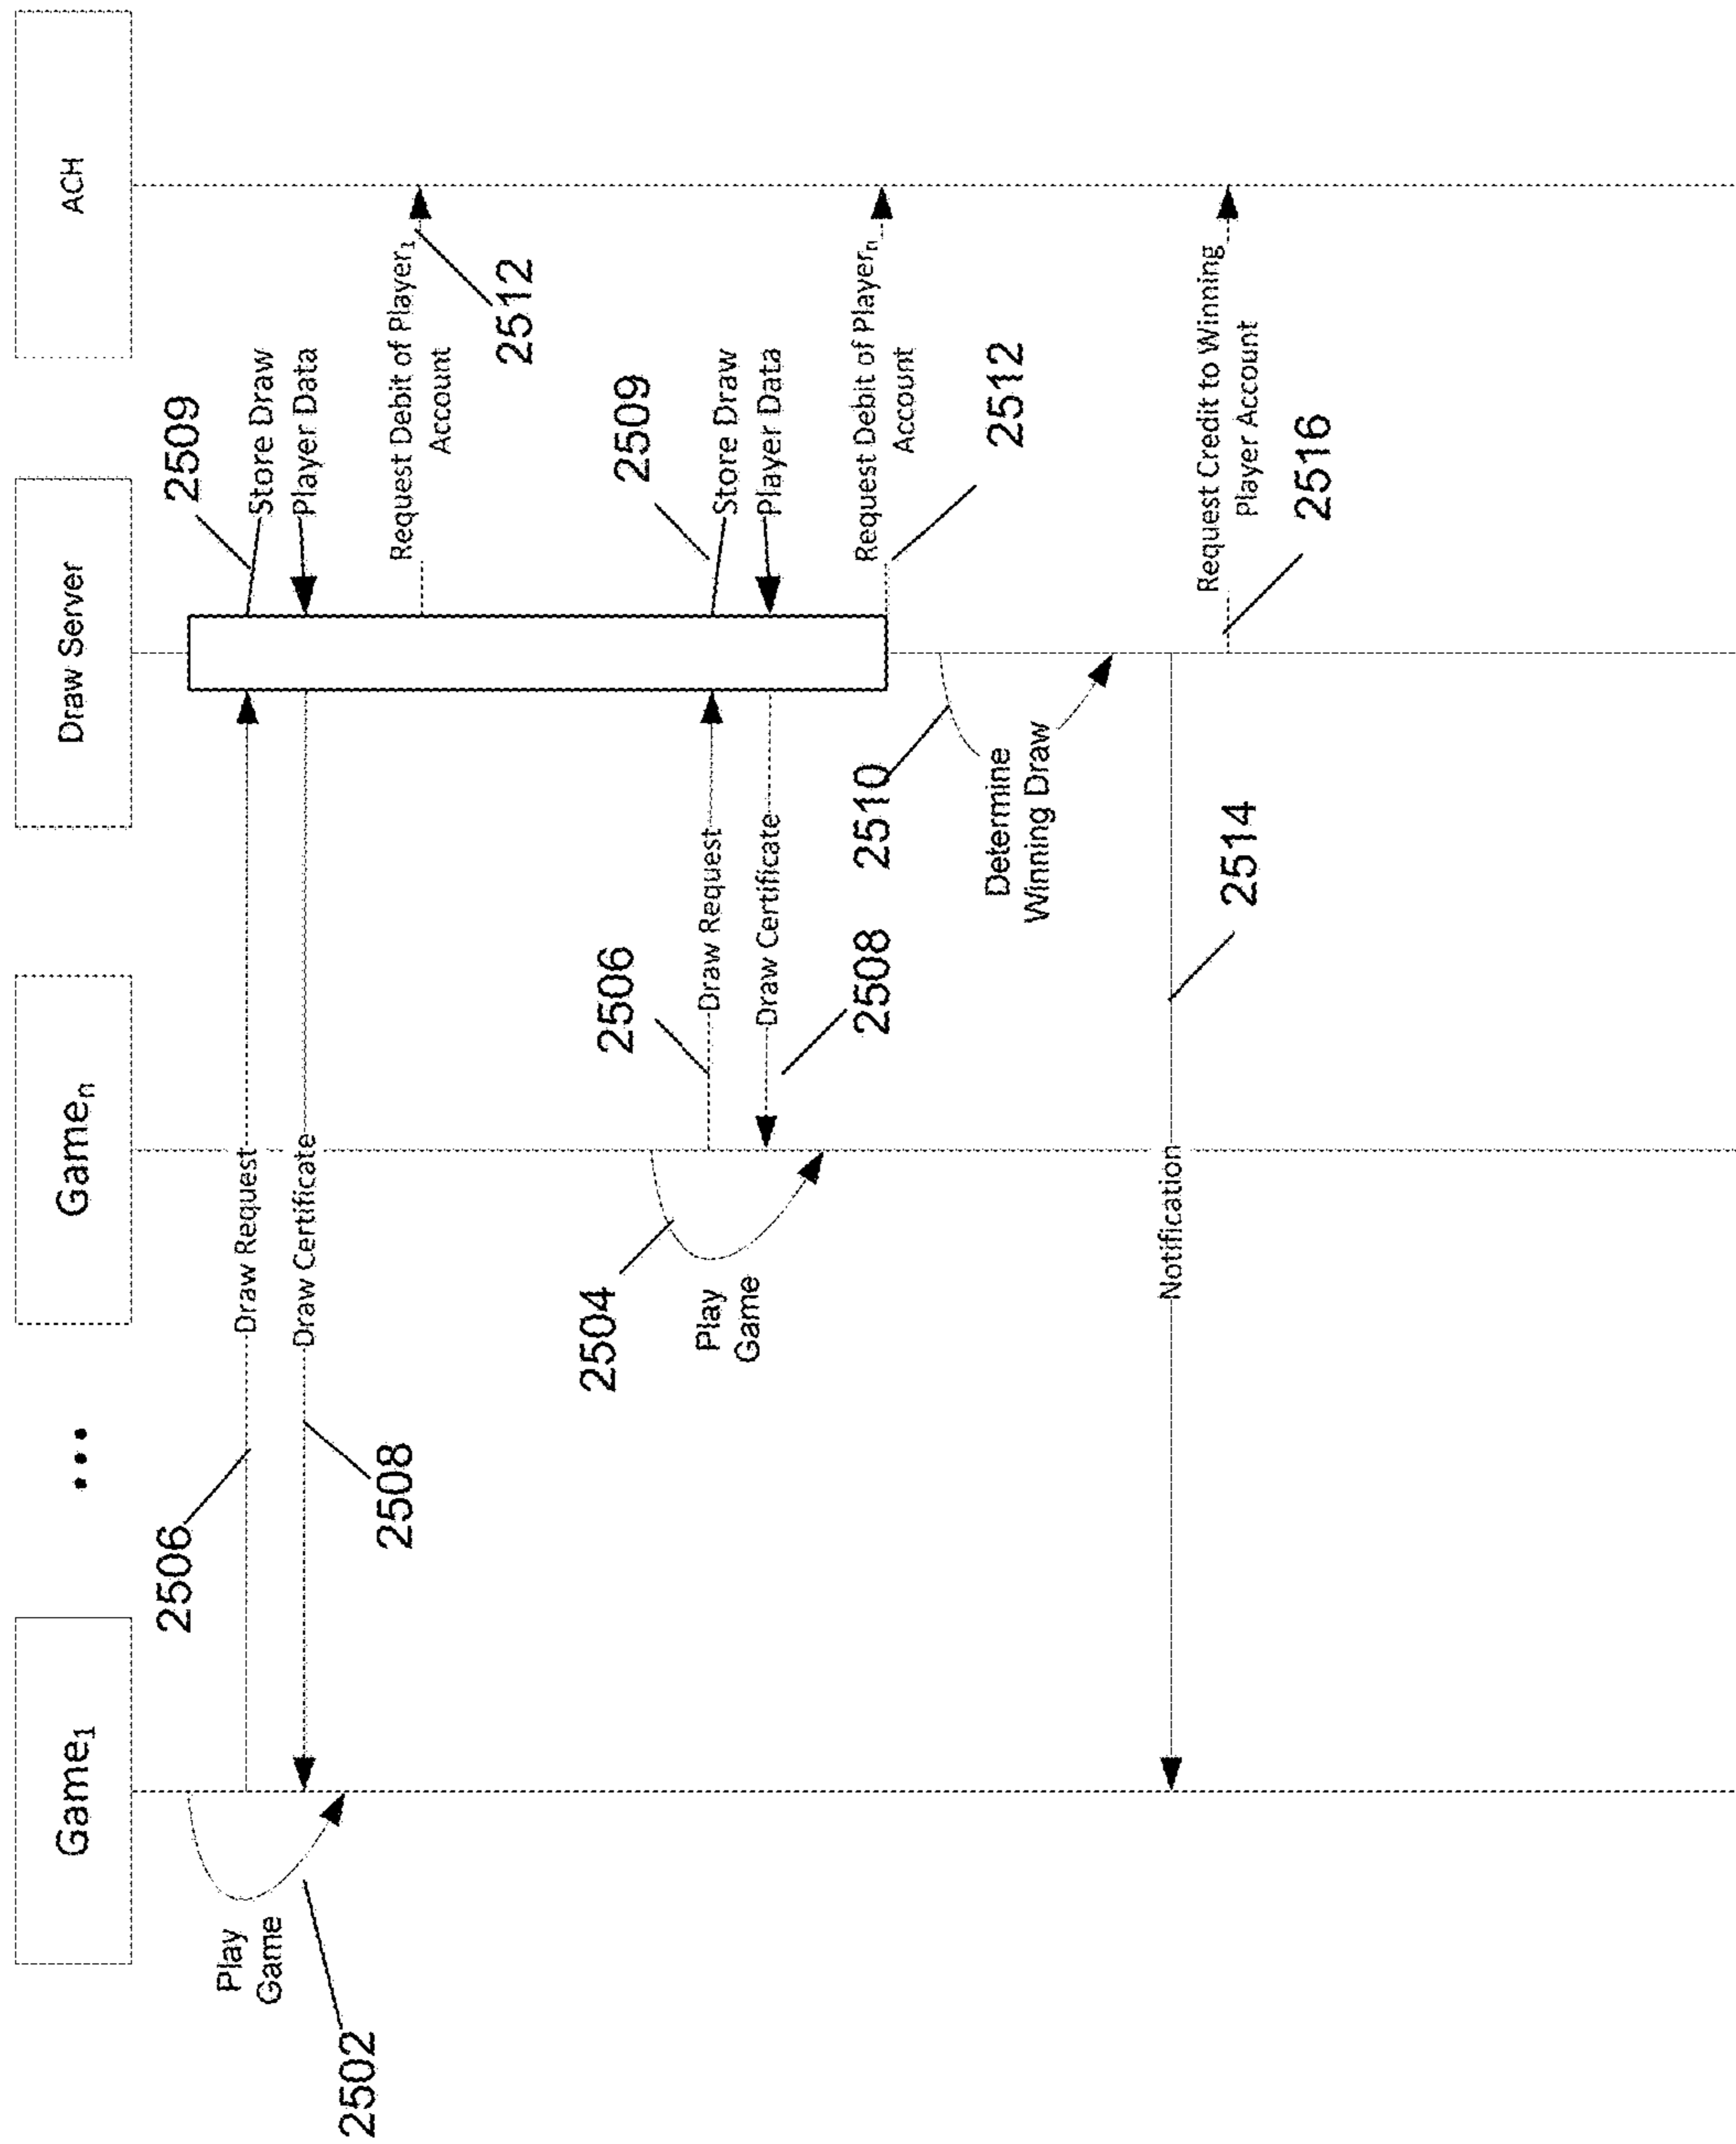 Game₁
...
Gameₙ
Draw Server
ACH
2506
2509
Play
Game
Draw Request
Store Draw
Draw Certificate
Player Data
2502
2508
Request Debit of Player₁
Account
2512
2504
2506
2509
Play
Game
Draw Request
Store Draw
Draw Certificate
Player Data
2508
2510
Request Debit of Playerₙ
Account
2512
Determine
Winning Draw
Notification
2514
Request Credit to Winning
Player Account
2516